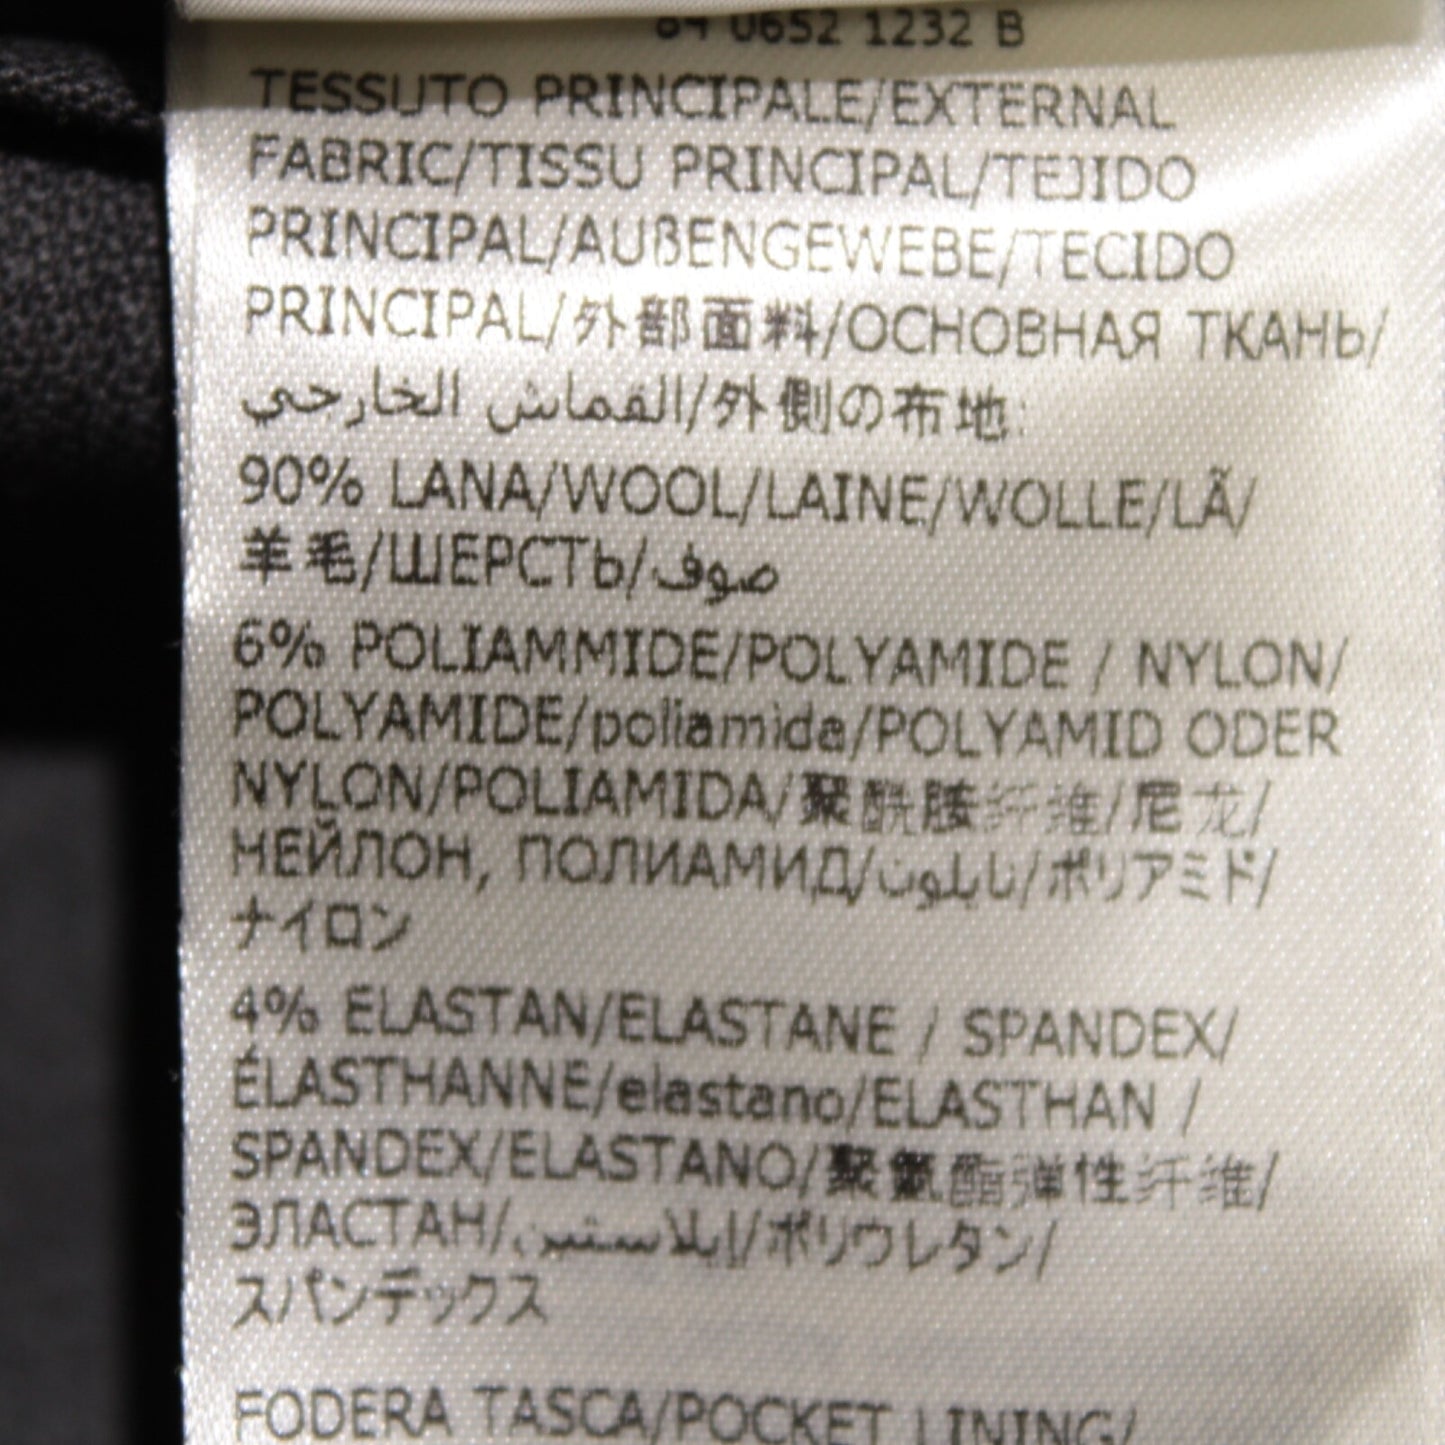 0652 1232 B
TESSUTO PRINCIPALE/EXTERNAL
FABRIC/TISSU PRINCIPAL/TEJIDO
PRINCIPAL/AUßENGEWEBE/TECIDO
PRINCIPAL/外部面料/ОСНОВНАЯ ТКАНЬ/
القماش الخارجي/外側の布地:
90% LANA/WOOL/LAINE/WOLLE/LÃ/
羊毛/ШЕРСТЬ/صوف
6% POLIAMMIDE/POLYAMIDE / NYLON/
POLYAMIDE/poliamida/POLYAMID ODER
NYLON/POLIAMIDA/聚酰胺纤维/尼龙/
НЕЙЛОН, ПОЛИАМИД/نايلون/ポリアミド/
ナイロン
4% ELASTAN/ELASTANE / SPANDEX/
ÉLASTHANNE/elastano/ELASTHAN /
SPANDEX/ELASTANO/聚氨酯弹性纤维/
ЭЛАСТАН/إيلاستين/ポリウレタン/
スパンデックス
FODERA TASCA/POCKET LINING/